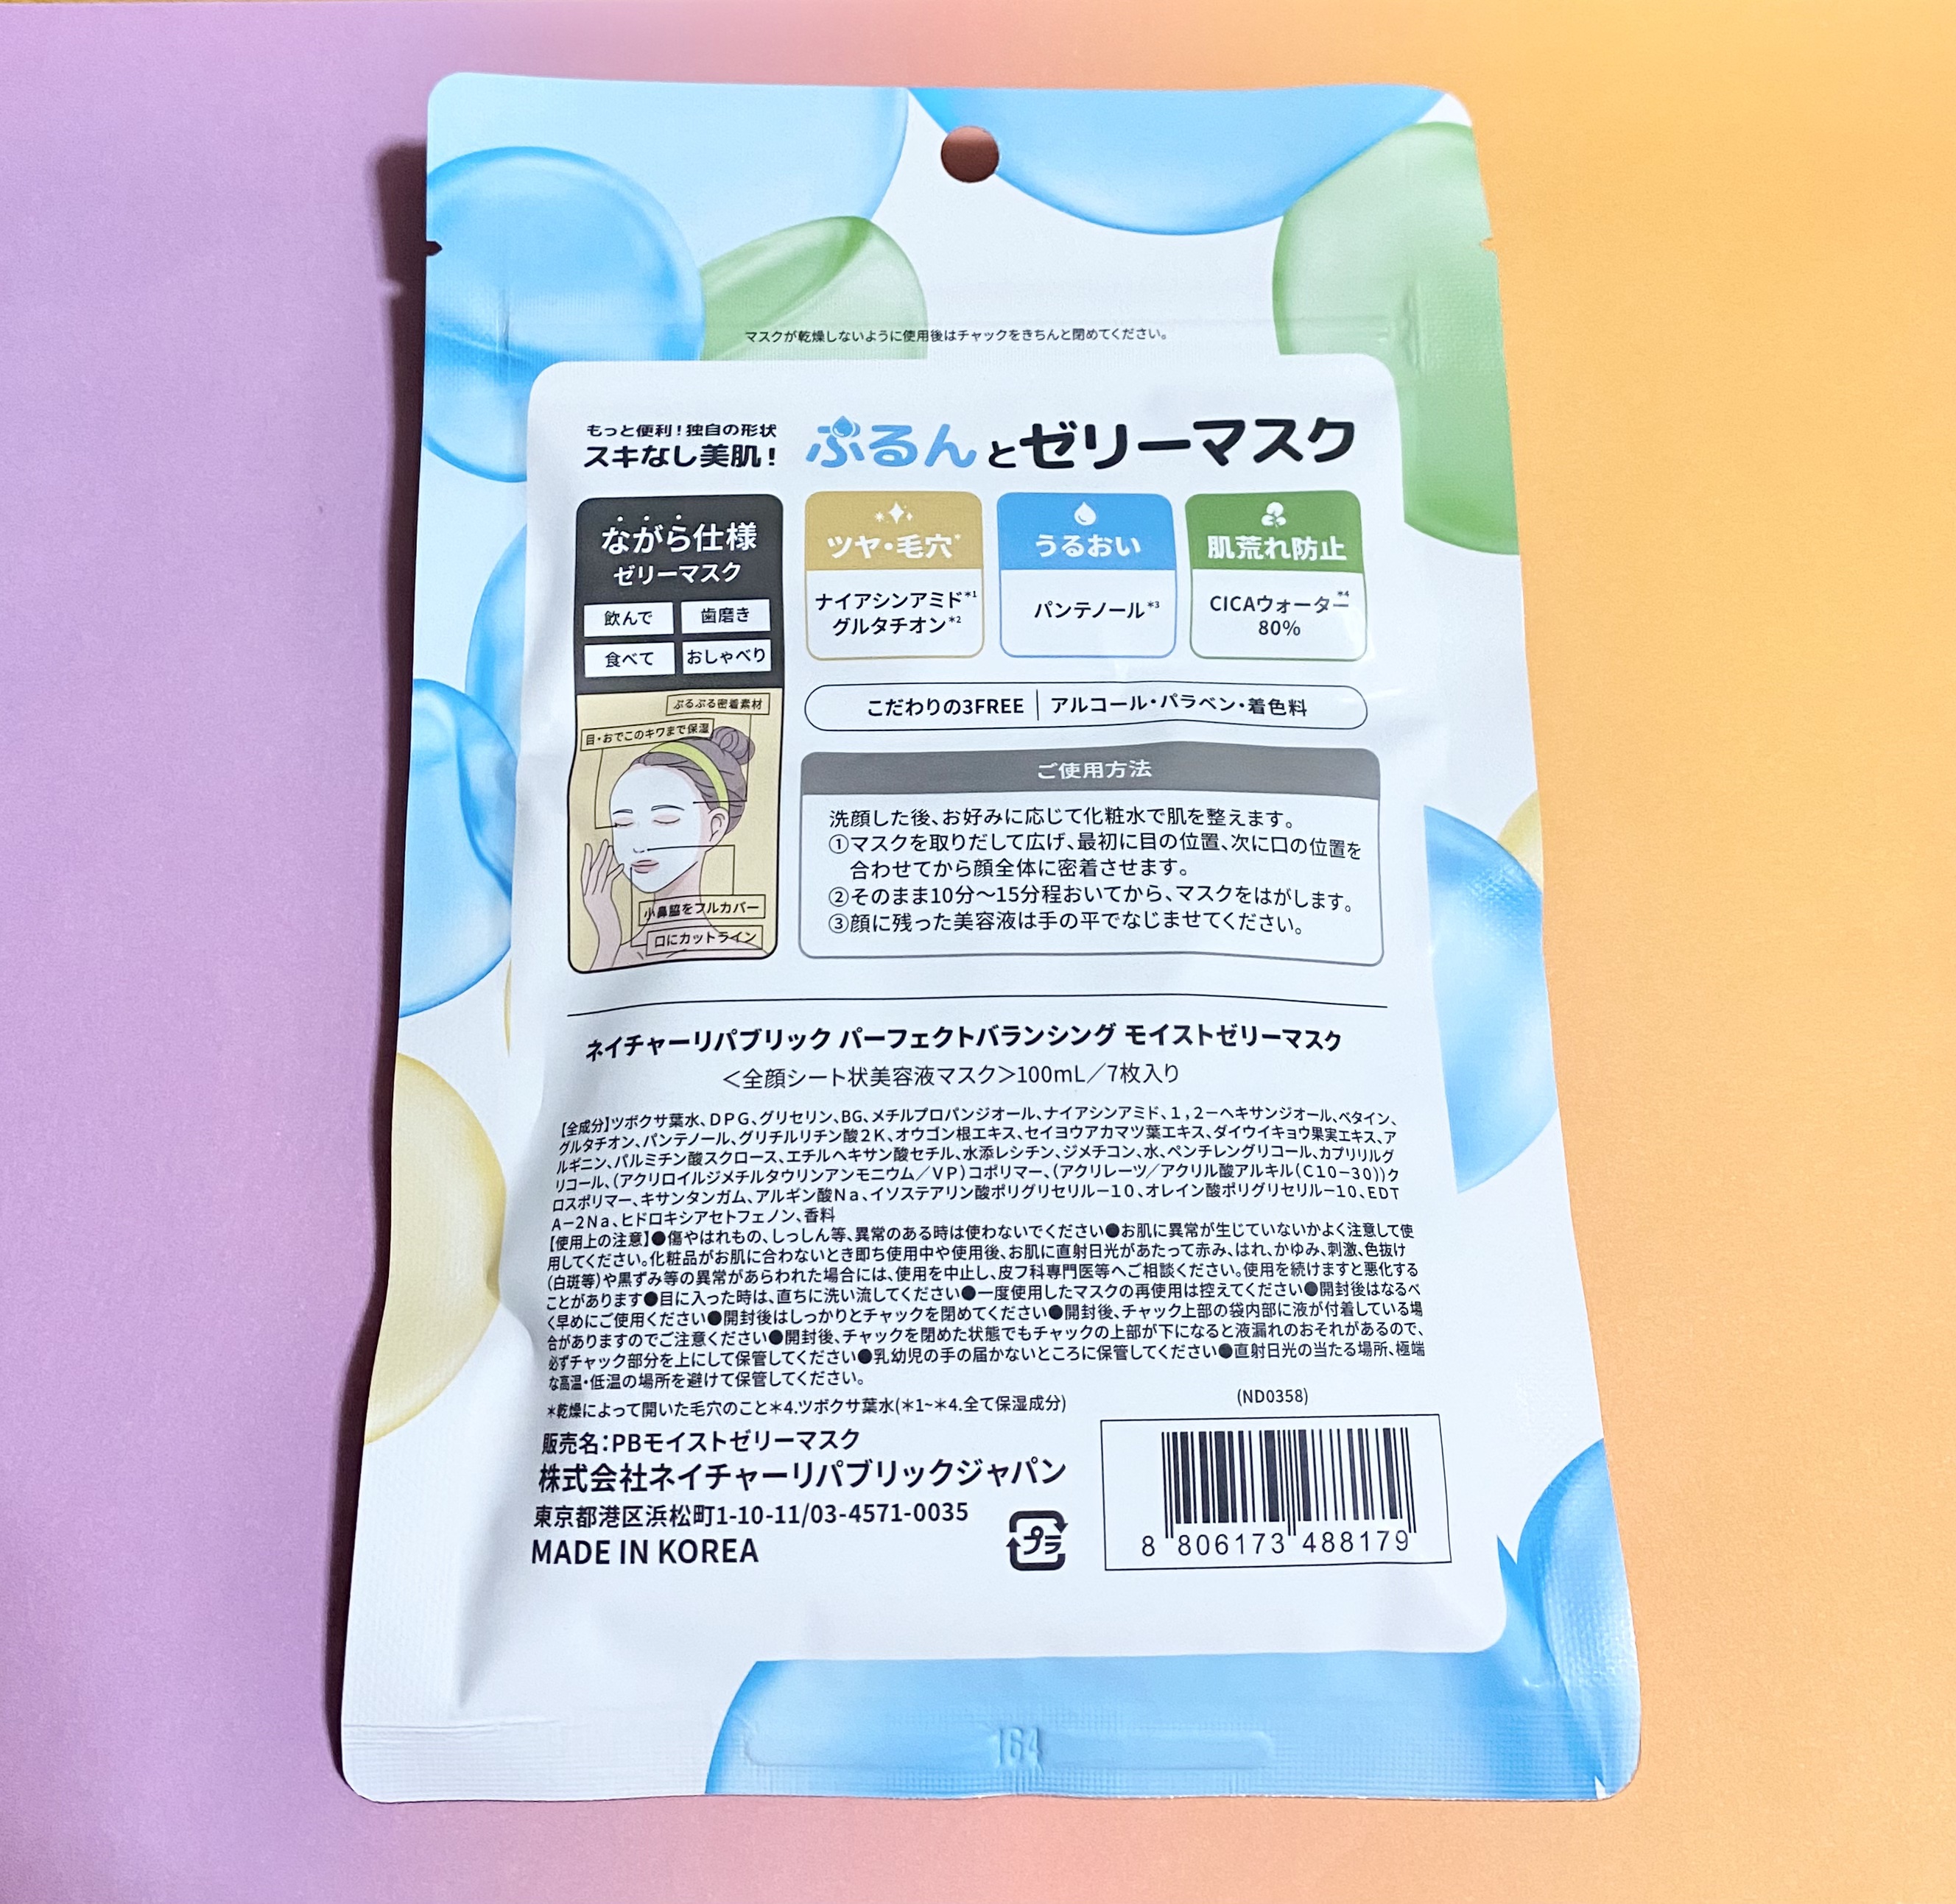 マスクが乾燥しないように使用後はチャックをきちんと閉めてください。
もっと便利！独自の形状
スキなし美肌！
ぷるんとゼリーマスク
ながら仕様
ゼリーマスク
飲んで 歯磨き
食べて おしゃべり
ぷるぷる密着素材
目・おでこのキワまで保湿
小鼻脇をフルカバー
口にカットライン
ツヤ・毛穴*
ナイアシンアミド*1
グルタチオン*2
うるおい
パンテノール*3
肌荒れ防止
CICAウォーター*4
80%
こだわりの3FREE｜アルコール・パラベン・着色料
ご使用方法
洗顔した後、お好みに応じて化粧水で肌を整えます。
①マスクを取りだして広げ、最初に目の位置、次に口の位置を
合わせてから顔全体に密着させます。
②そのまま10分～15分程おいてから、マスクをはがします。
③顔に残った美容液は手の平でなじませてください。
ネイチャーリパブリック パーフェクトバランシング モイストゼリーマスク
＜全顔シート状美容液マスク＞100mL／7枚入り
【全成分】ツボクサ葉水、DPG、グリセリン、BG、メチルプロパンジオール、ナイアシンアミド、1，2－ヘキサンジオール、ベタイン、
グルタチオン、パンテノール、グリチルリチン酸2K、オウゴン根エキス、セイヨウアカマツ葉エキス、ダイウイキョウ果実エキス、ア
ルギニン、パルミチン酸スクロース、エチルヘキサン酸セチル、水添レシチン、ジメチコン、水、ペンチレングリコール、カプリリルグ
リコール、（アクリロイルジメチルタウリンアンモニウム／VP）コポリマー、（アクリレーツ／アクリル酸アルキル（C10－30））ク
ロスポリマー、キサンタンガム、アルギン酸Na、イソステアリン酸ポリグリセリル－10、オレイン酸ポリグリセリル－10、EDT
A－2Na、ヒドロキシアセトフェノン、香料
【使用上の注意】●傷やはれもの、しっしん等、異常のある時は使わないでください●お肌に異常が生じていないかよく注意して使
用してください。化粧品がお肌に合わないとき即ち使用中や使用後、お肌に直射日光があたって赤み、はれ、かゆみ、刺激、色抜け
（白斑等）や黒ずみ等の異常があらわれた場合には、使用を中止し、皮フ科専門医等へご相談ください。使用を続けますと悪化する
ことがあります●目に入った時は、直ちに洗い流してください●一度使用したマスクの再使用は控えてください●開封後はなるべ
く早めにご使用ください●開封後はしっかりとチャックを閉めてください●開封後、チャック上部の袋内部に液が付着している場
合がありますのでご注意ください●開封後、チャックを閉めた状態でもチャックの上部が下になると液漏れのおそれがあるので、
必ずチャック部分を上にして保管してください●乳幼児の手の届かないところに保管してください●直射日光の当たる場所、極端
な高温・低温の場所を避けて保管してください。
＊乾燥によって開いた毛穴のこと＊4.ツボクサ葉水(＊1~＊4.全て保湿成分)
(ND0358)
販売名：PBモイストゼリーマスク
株式会社ネイチャーリパブリックジャパン
東京都港区浜松町1-10-11/03-4571-0035
MADE IN KOREA
プラ
8 806173 488179
164